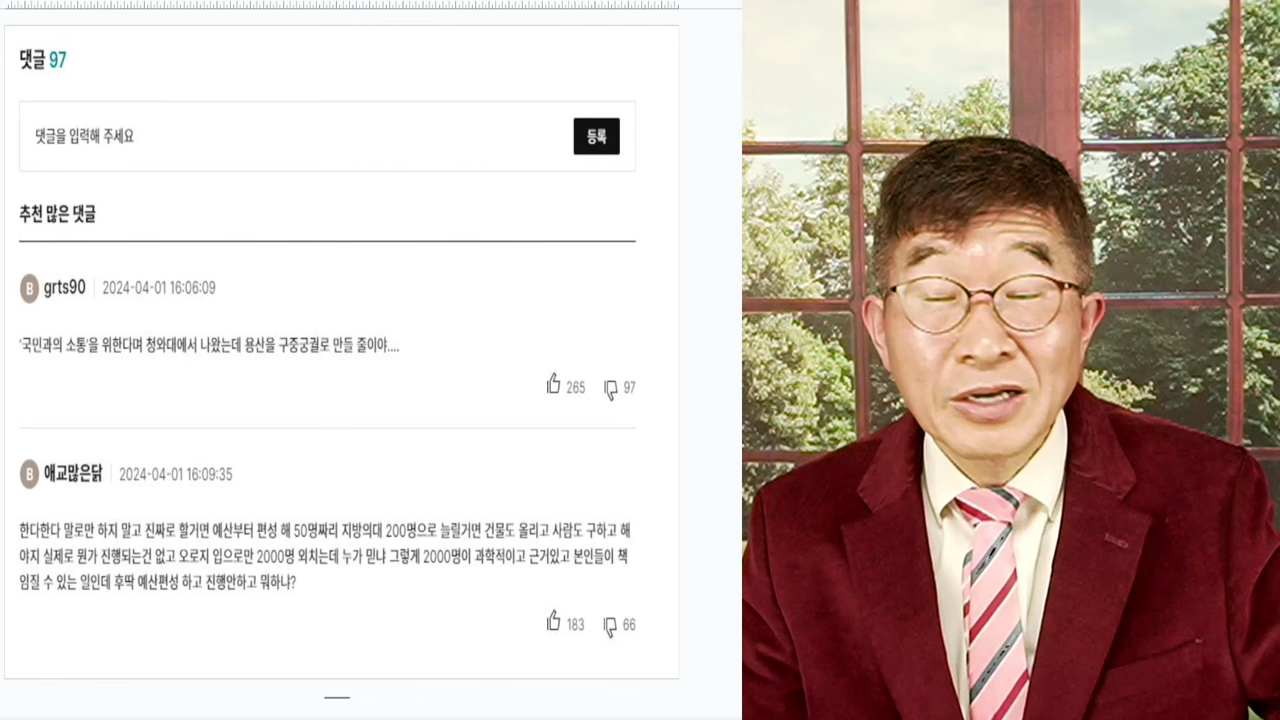 댓글 97
댓글을 입력해 주세요
등록
추천 많은 댓글
B grts90 2024-04-01 16:06:09
'국민과의 소통'을 위한다며 청와대에서 나왔는데 용산을 구중궁궐로 만들 줄이야....
265 97
B 애교많은닭 2024-04-01 16:09:35
한다한다 말로만 하지 말고 진짜로 할거면 예산부터 편성 해 50명짜리 지방의대 200명으로 늘릴거면 건물도 올리고 사람도 구하고 해
야지 실제로 뭔가 진행되는건 없고 오로지 입으로만 2000명 외치는데 누가 믿냐 그렇게 2000명이 과학적이고 근거있고 본인들이 책
임질 수 있는 일인데 후딱 예산편성 하고 진행안하고 뭐하냐?
183 66